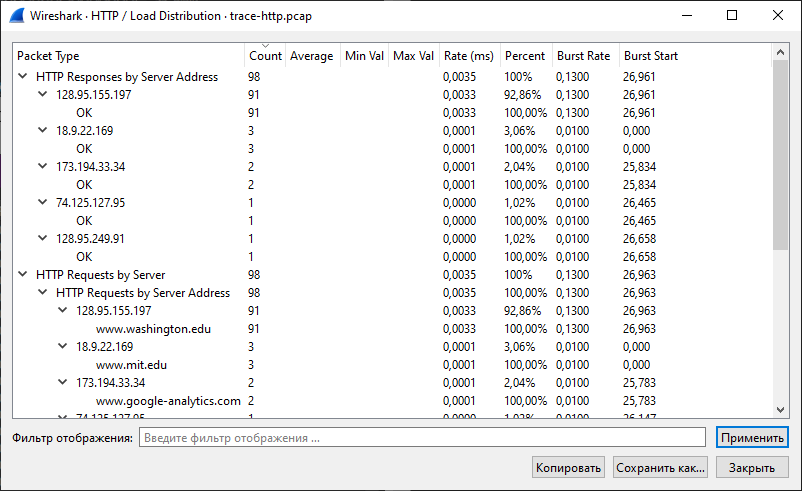 Wireshark · HTTP / Load Distribution · trace-http.pcap
Packet Type Count Average Min Val Max Val Rate (ms) Percent Burst Rate Burst Start
HTTP Responses by Server Address 98 0,0035 100% 0,1300 26,961
128.95.155.197 91 0,0033 92,86% 0,1300 26,961
OK 91 0,0033 100,00% 0,1300 26,961
18.9.22.169 3 0,0001 3,06% 0,0100 0,000
OK 3 0,0001 100,00% 0,0100 0,000
173.194.33.34 2 0,0001 2,04% 0,0100 25,834
OK 2 0,0001 100,00% 0,0100 25,834
74.125.127.95 1 0,0000 1,02% 0,0100 26,465
OK 1 0,0000 100,00% 0,0100 26,465
128.95.249.91 1 0,0000 1,02% 0,0100 26,658
OK 1 0,0000 100,00% 0,0100 26,658
HTTP Requests by Server 98 0,0035 100% 0,1300 26,963
HTTP Requests by Server Address 98 0,0035 100,00% 0,1300 26,963
128.95.155.197 91 0,0033 92,86% 0,1300 26,963
www.washington.edu 91 0,0033 100,00% 0,1300 26,963
18.9.22.169 3 0,0001 3,06% 0,0100 0,000
www.mit.edu 3 0,0001 100,00% 0,0100 0,000
173.194.33.34 2 0,0001 2,04% 0,0100 25,783
www.google-analytics.com 2 0,0001 100,00% 0,0100 25,783
74.125.127.95 1 0,0000 1,02% 0,0100 26,147
Фильтр отображения: Введите фильтр отображения ... Применить
Копировать Сохранить как... Закрыть